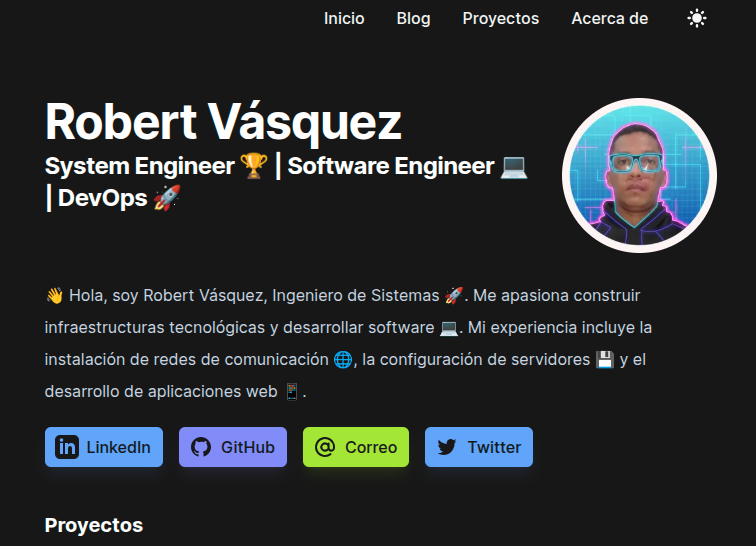 Inicio Blog Proyectos Acerca de
Robert Vásquez
System Engineer 🏆 | Software Engineer 💻
| DevOps 🚀
👋 Hola, soy Robert Vásquez, Ingeniero de Sistemas 🚀. Me apasiona construir
infraestructuras tecnológicas y desarrollar software 💻. Mi experiencia incluye la
instalación de redes de comunicación 🌐, la configuración de servidores 💾 y el
desarrollo de aplicaciones web 📱.
LinkedIn GitHub Correo Twitter
Proyectos